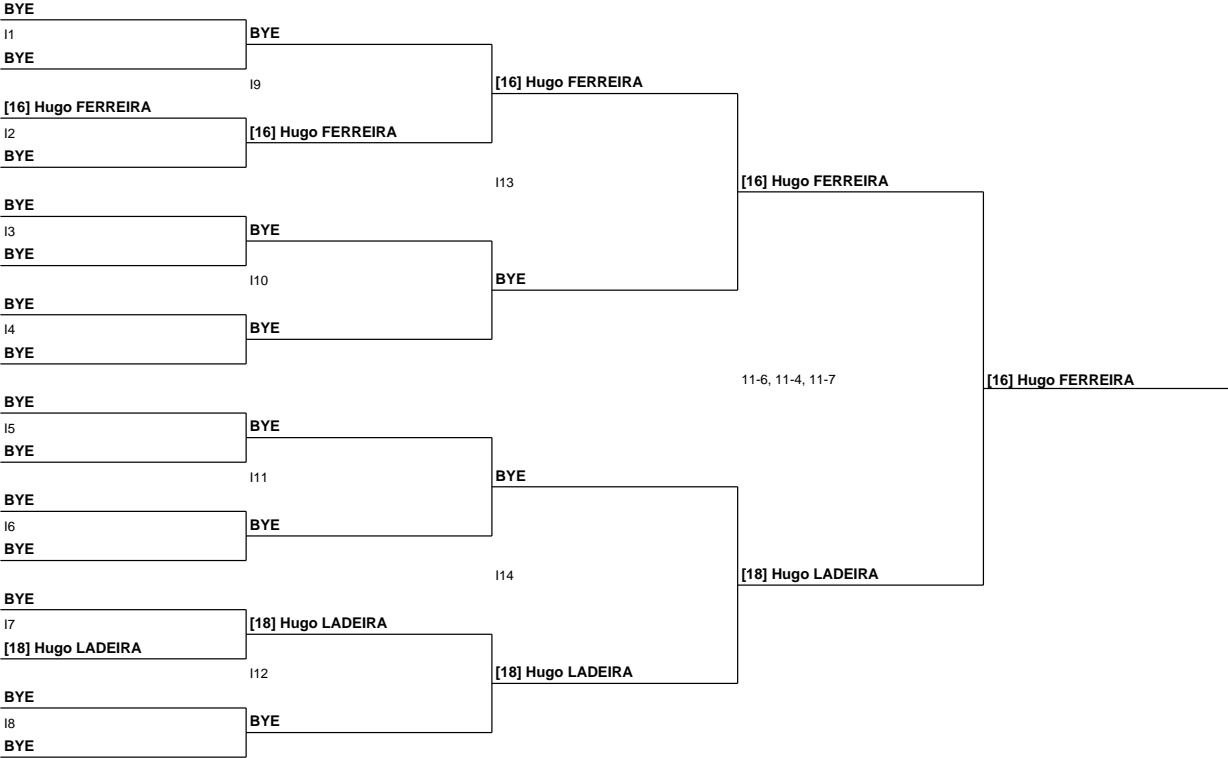 BYE
I1
BYE
BYE
I9
[16] Hugo FERREIRA
[16] Hugo FERREIRA
I2
[16] Hugo FERREIRA
BYE
I13
[16] Hugo FERREIRA
BYE
I3
BYE
BYE
I10
BYE
BYE
I4
BYE
BYE
11-6, 11-4, 11-7
[16] Hugo FERREIRA
BYE
I5
BYE
BYE
I11
BYE
BYE
I6
BYE
BYE
I14
[18] Hugo LADEIRA
BYE
I7
[18] Hugo LADEIRA
[18] Hugo LADEIRA
I12
[18] Hugo LADEIRA
BYE
I8
BYE
BYE